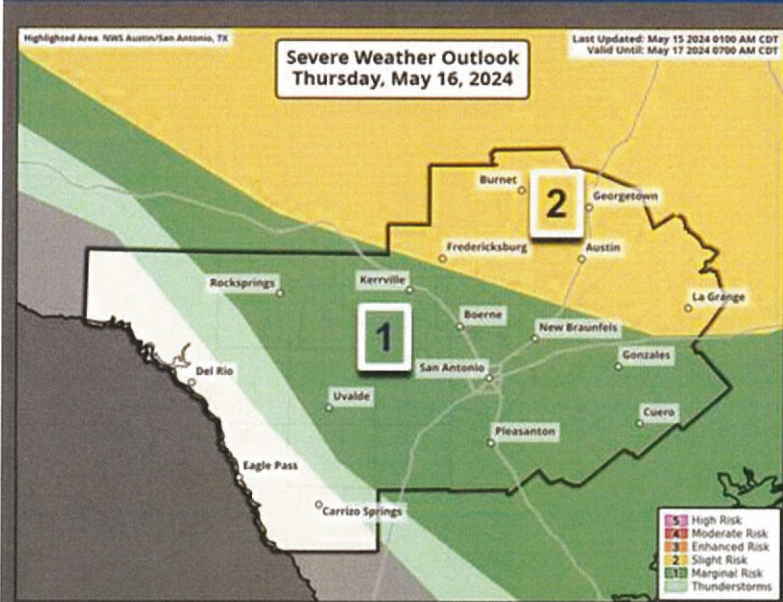 Highlighted Area: NWS Austin/San Antonio, TX
Last Updated: May 15 2024 0100 AM CDT
Valid Until: May 17 2024 0700 AM CDT
Severe Weather Outlook
Thursday, May 16, 2024
Burnet
2
Georgetown
Fredericksburg
Austin
Rocksprings
Kerrville
La Grange
Boerne
1
New Braunfels
Gonzales
San Antonio
Del Rio
Uvalde
Cuero
Pleasanton
Eagle Pass
Carrizo Springs
5 High Risk
4 Moderate Risk
3 Enhanced Risk
2 Slight Risk
1 Marginal Risk
Thunderstorms